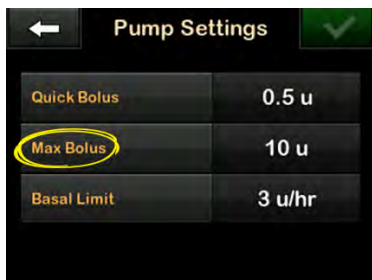 Pump Settings
Quick Bolus 0.5 u
Max Bolus 10 u
Basal Limit 3 u/hr